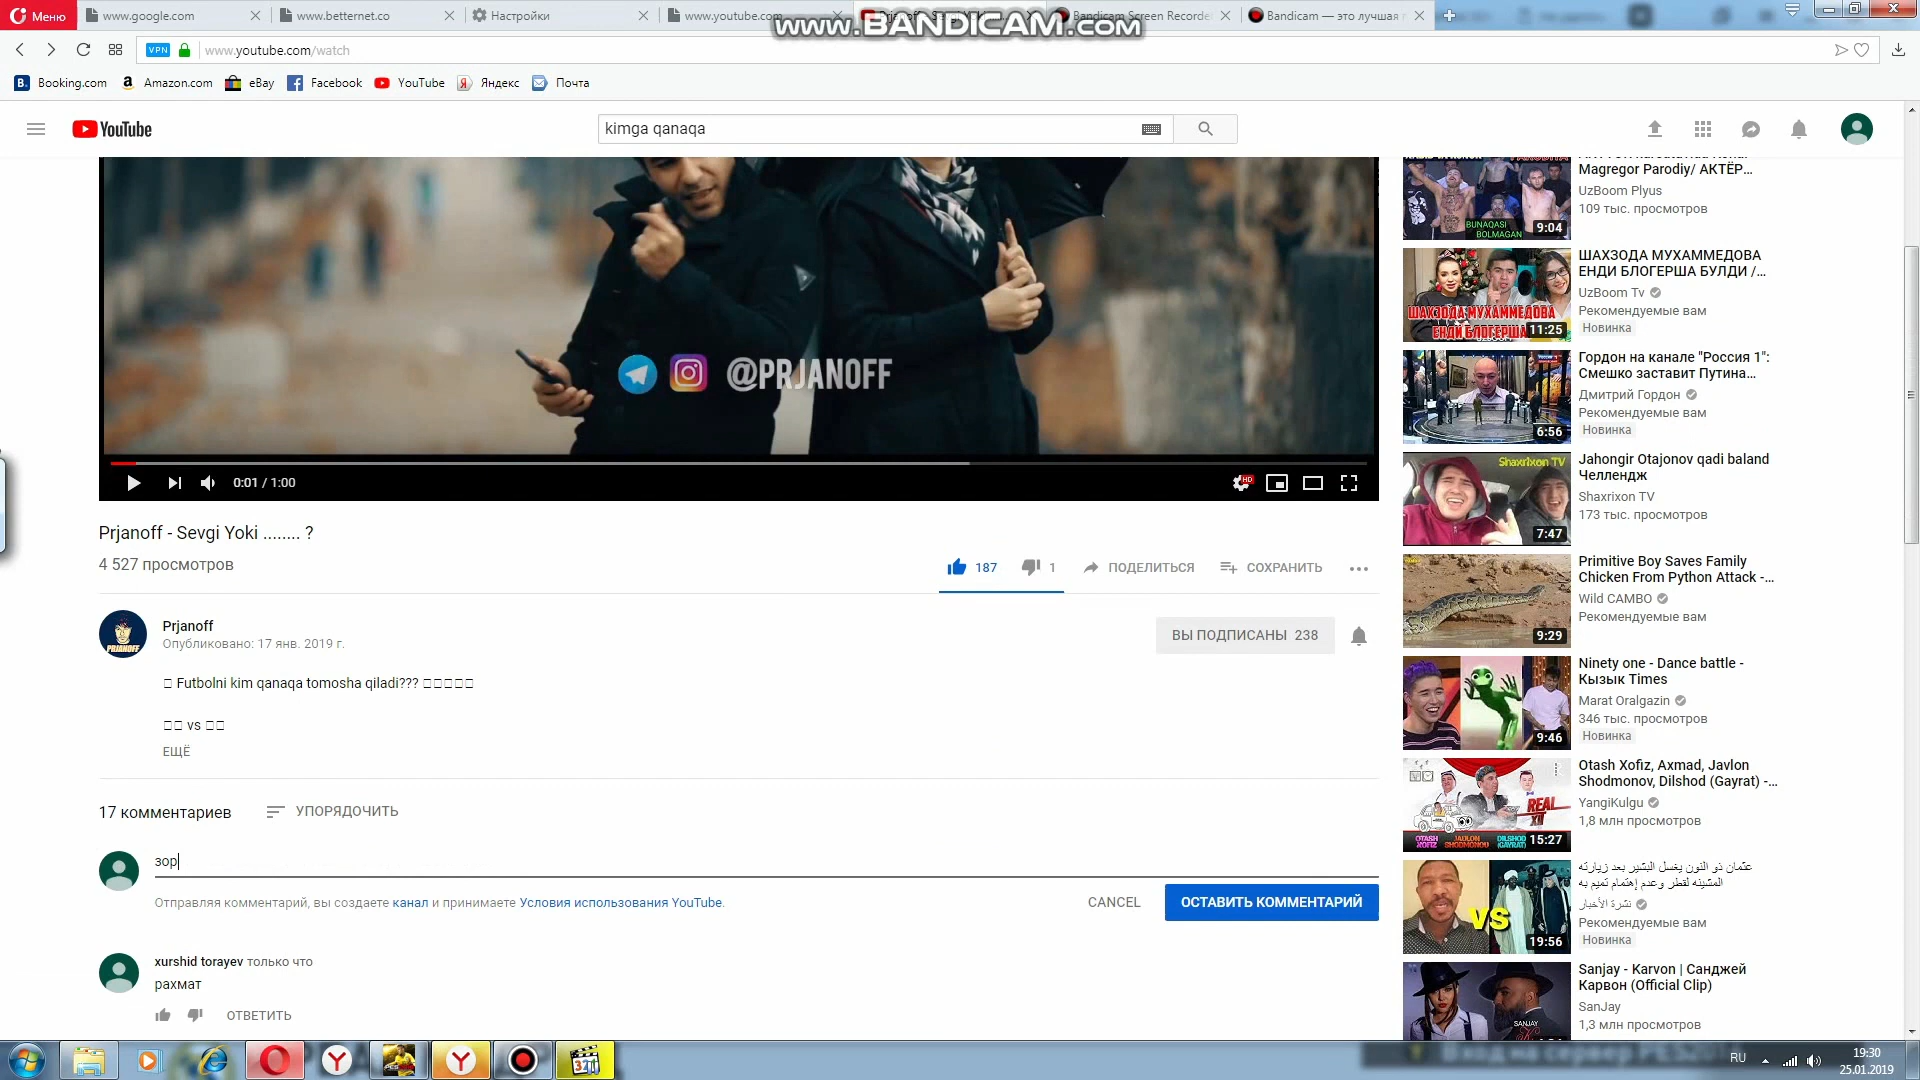 Меню
www.google.com
www.betternet.co
Настройки
www.youtube.com
www.BANDICAM.com
Bandicam Screen Recorder
Bandicam — это лучшая
VPN
www.youtube.com/watch
Booking.com
Amazon.com
eBay
Facebook
YouTube
Яндекс
Почта
YouTube
kimga qanaqa
@PRJANOFF
0:01 / 1:00
HD
Prjanoff - Sevgi Yoki ........ ?
4 527 просмотров
187
1
ПОДЕЛИТЬСЯ
СОХРАНИТЬ
Prjanoff
Опубликовано: 17 янв. 2019 г.
ВЫ ПОДПИСАНЫ 238
Futbolni kim qanaqa tomosha qiladi???
vs
ЕЩЁ
17 комментариев
УПОРЯДОЧИТЬ
зор
Отправляя комментарий, вы создаете канал и принимаете Условия использования YouTube.
CANCEL
ОСТАВИТЬ КОММЕНТАРИЙ
xurshid torayev только что
рахмат
ОТВЕТИТЬ
Magregor Parodiy/ АКТЁР...
UzBoom Plyus
109 тыс. просмотров
BUNAQASI
BOLMAGAN
9:04
ШАХЗОДА МУХАММЕДОВА
ЕНДИ БЛОГЕРША БУЛДИ /...
UzBoom Tv
Рекомендуемые вам
Новинка
ШАХЗОДА МУХАММЕДОВА
ЕНДИ БЛОГЕРША
11:25
Гордон на канале "Россия 1":
Смешко заставит Путина...
Дмитрий Гордон
Рекомендуемые вам
Новинка
6:56
Jahongir Otajonov qadi baland
Челлендж
Shaxrixon TV
173 тыс. просмотров
Shaxrixon TV
7:47
Primitive Boy Saves Family
Chicken From Python Attack -...
Wild CAMBO
Рекомендуемые вам
9:29
Ninety one - Dance battle -
Кызык Times
Marat Oralgazin
346 тыс. просмотров
Новинка
9:46
Otash Xofiz, Axmad, Javlon
Shodmonov, Dilshod (Gayrat) -...
YangiKulgu
1,8 млн просмотров
REAL
XIT
OTASH
XOFIZ
JAVLON
SHODMONOV
DILSHOD
(GAYRAT)
15:27
عثمان ذو النون يغسل البشير بعد زيارته
المشينه لقطر وعدم إهتمام تميم به
نشرة الأخبار
Рекомендуемые вам
Новинка
VS
19:56
Sanjay - Karvon | Санджей
Карвон (Official Clip)
SanJay
1,3 млн просмотров
SANJAY
RU
19:30
25.01.2019